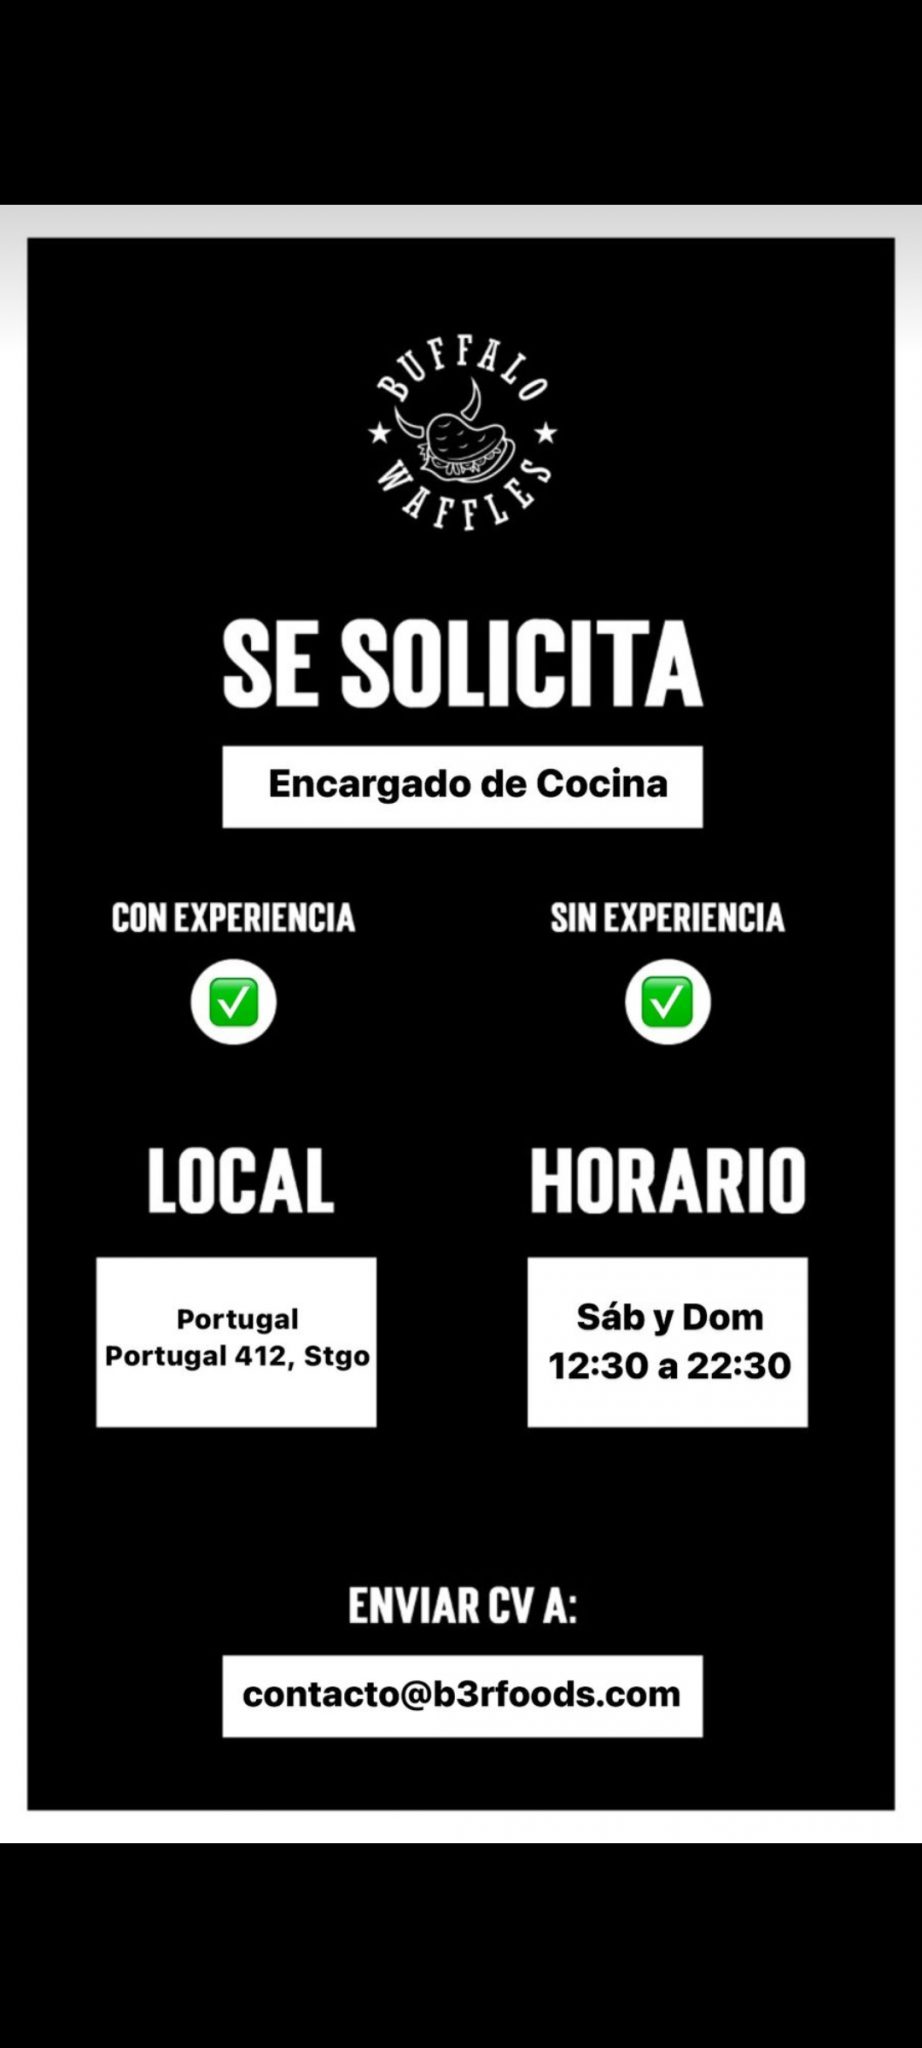 BUFFALO
WAFFLES
SE SOLICITA
Encargado de Cocina
CON EXPERIENCIA
SIN EXPERIENCIA
LOCAL
Portugal
Portugal 412, Stgo
HORARIO
Sáb y Dom
12:30 a 22:30
ENVIAR CV A:
contacto@b3rfoods.com